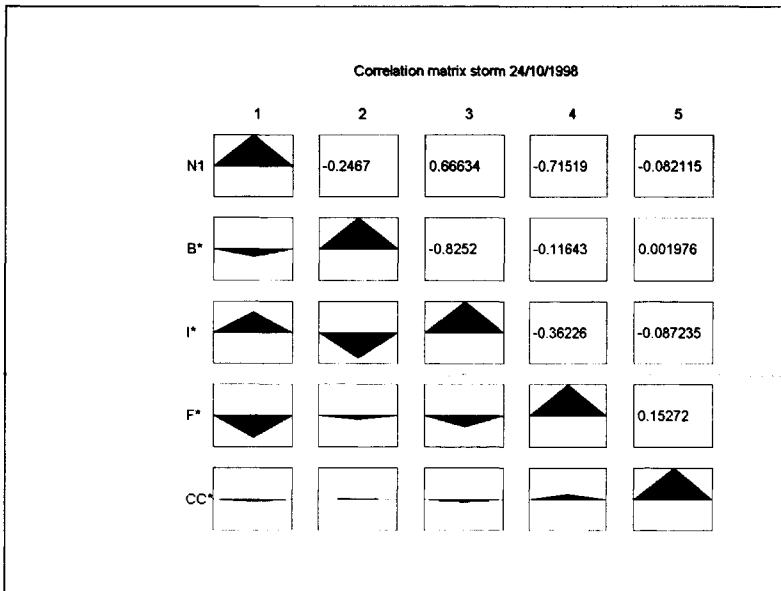 Correlation matrix storm 24/10/1998
1 2 3 4 5
N1 -0.2467 0.66634 -0.71519 -0.082115
B* -0.8252 -0.11643 0.001976
I* -0.36226 -0.087235
F* 0.15272
CC*